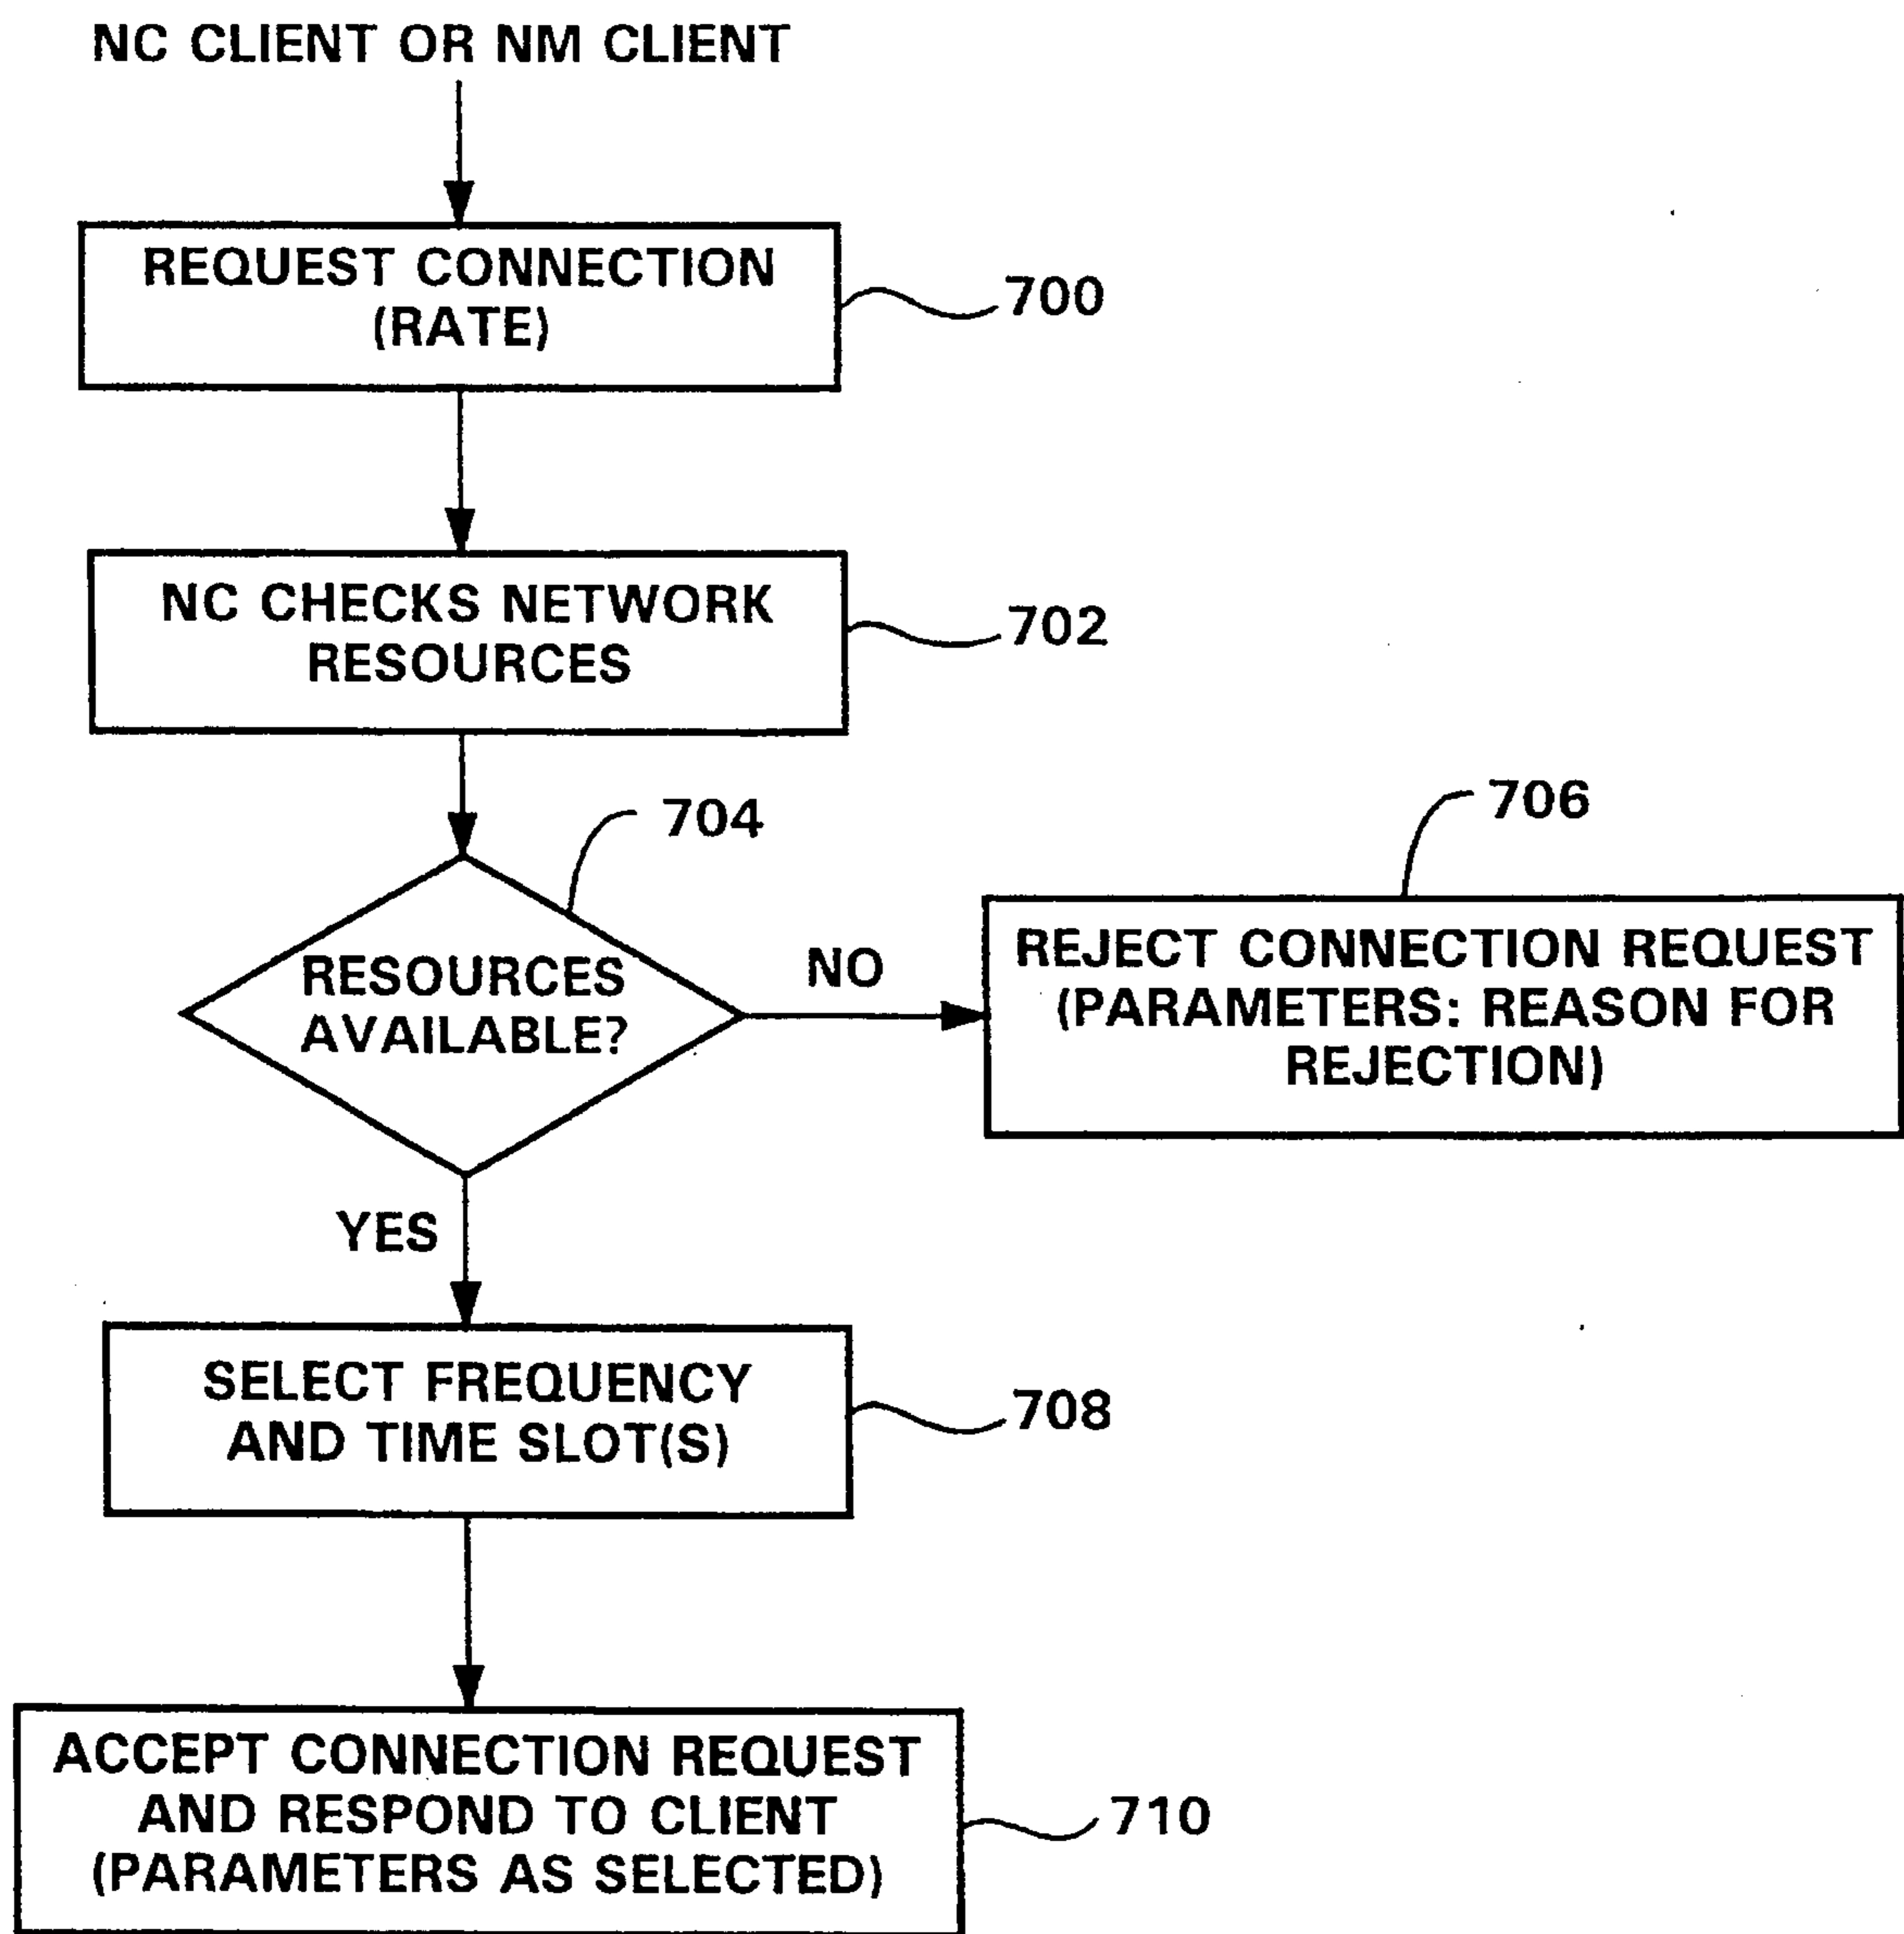 NC CLIENT OR NM CLIENT
REQUEST CONNECTION
(RATE)
700
NC CHECKS NETWORK
RESOURCES
702
704
706
RESOURCES
AVAILABLE?
NO
REJECT CONNECTION REQUEST
(PARAMETERS: REASON FOR
REJECTION)
YES
SELECT FREQUENCY
AND TIME SLOT(S)
708
ACCEPT CONNECTION REQUEST
AND RESPOND TO CLIENT
(PARAMETERS AS SELECTED)
710